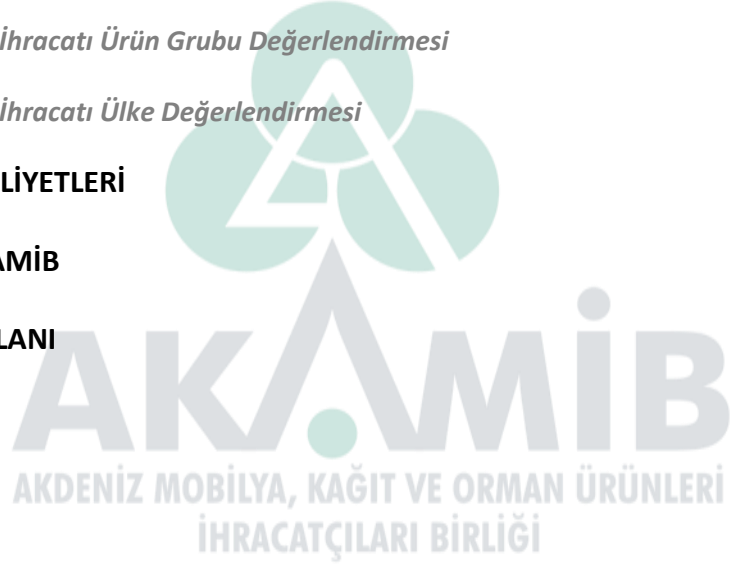 İhracatı Ürün Grubu Değerlendirmesi
İhracatı Ülke Değerlendirmesi
LİYETLERİ
AMİB
LANI
AKAMİB
AKDENİZ MOBİLYA, KAĞIT VE ORMAN ÜRÜNLERİ
İHRACATÇILARI BİRLİĞİ